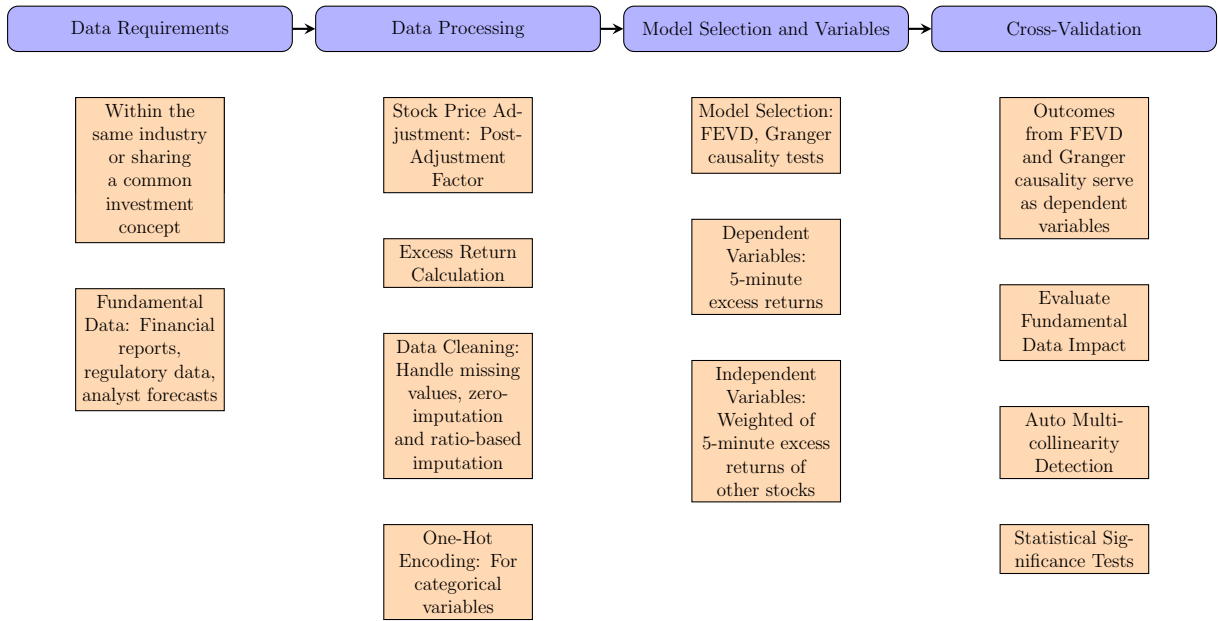 Data Requirements
Data Processing
Model Selection and Variables
Cross-Validation
Within the
same industry
or sharing
a common
investment
concept
Fundamental
Data: Financial
reports,
regulatory data,
analyst forecasts
Stock Price Ad-
justment: Post-
Adjustment
Factor
Excess Return
Calculation
Data Cleaning:
Handle missing
values, zero-
imputation
and ratio-based
imputation
One-Hot
Encoding: For
categorical
variables
Model Selection:
FEVD, Granger
causality tests
Dependent
Variables:
5-minute
excess returns
Independent
Variables:
Weighted of
5-minute excess
returns of
other stocks
Outcomes
from FEVD
and Granger
causality serve
as dependent
variables
Evaluate
Fundamental
Data Impact
Auto Multi-
collinearity
Detection
Statistical Sig-
nificance Tests